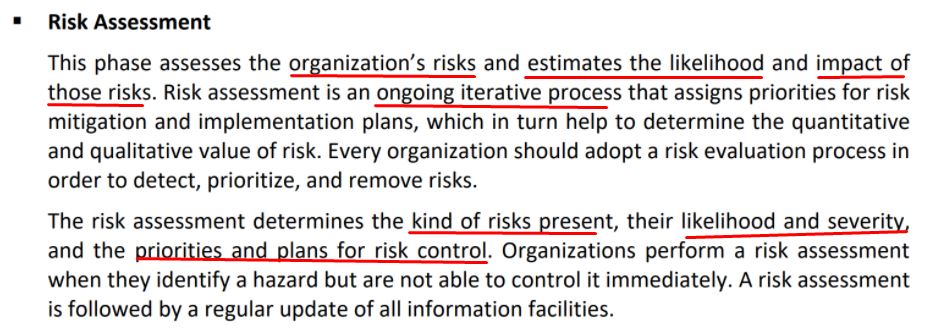 ▪ Risk Assessment
This phase assesses the organization’s risks and estimates the likelihood and impact of
those risks. Risk assessment is an ongoing iterative process that assigns priorities for risk
mitigation and implementation plans, which in turn help to determine the quantitative
and qualitative value of risk. Every organization should adopt a risk evaluation process in
order to detect, prioritize, and remove risks.
The risk assessment determines the kind of risks present, their likelihood and severity,
and the priorities and plans for risk control. Organizations perform a risk assessment
when they identify a hazard but are not able to control it immediately. A risk assessment
is followed by a regular update of all information facilities.